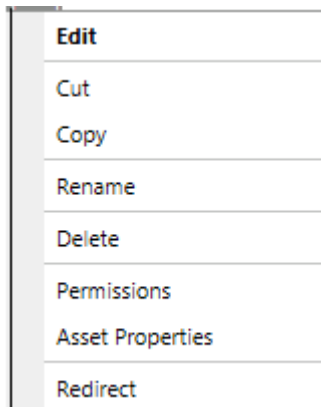 Edit
Cut
Copy
Rename
Delete
Permissions
Asset Properties
Redirect